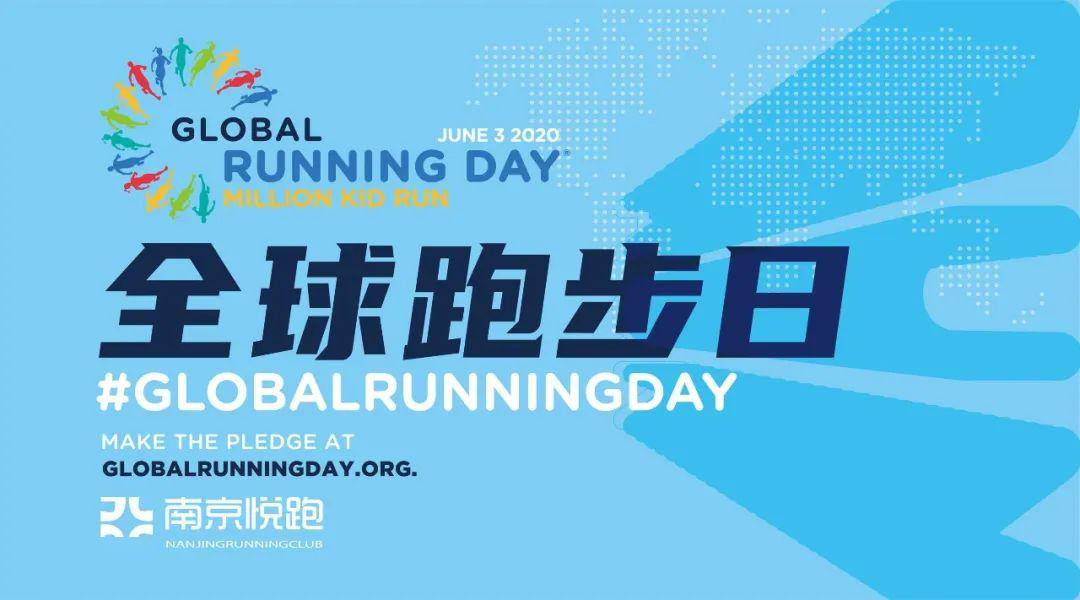 GLOBAL
JUNE 3 2020
RUNNING DAY®
MILLION KID RUN
全球跑步日
#GLOBALRUNNINGDAY
MAKE THE PLEDGE AT
GLOBALRUNNINGDAY.ORG.
南京悦跑
NANJINGRUNNINGCLUB